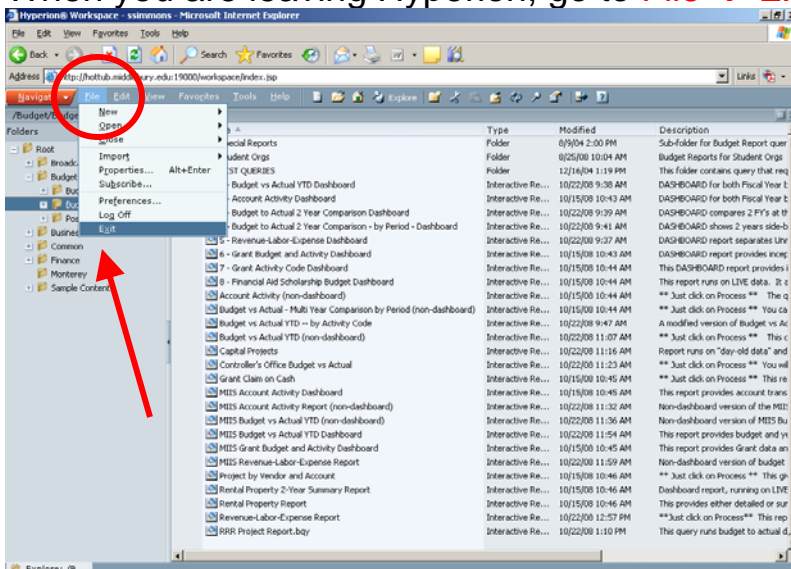 When you are leaving Hyperion, go to File → E
Hyperion® Workspace - ssimmons - Microsoft Internet Explorer
File Edit View Favorites Tools Help
Back Search Favorites
Address http://hottub.middlebury.edu:19000/workspace/index.jsp Links
Navigate File Edit View Favorites Tools Help Explore
/Budget/Budge
Folders Type Modified Description
New
Open
Close
Import
Properties... Alt+Enter
Subscribe...
Preferences...
Log Off
Exit
Root
Broadc
Budget
Bud
Bud
Pos
Busines
Common
Finance
Monterey
Sample Content
ecial Reports Folder 8/9/04 2:00 PM Sub-folder for Budget Report quer
udent Orgs Folder 8/25/08 10:04 AM Budget Reports for Student Orgs
ST QUERIES Folder 12/16/04 1:19 PM This folder contains query that req
- Budget vs Actual YTD Dashboard Interactive Re... 10/22/08 9:38 AM DASHBOARD for both Fiscal Year b
- Account Activity Dashboard Interactive Re... 10/15/08 10:43 AM DASHBOARD for both Fiscal Year b
- Budget to Actual 2 Year Comparison Dashboard Interactive Re... 10/22/08 9:39 AM DASHBOARD compares 2 FY's at th
- Budget to Actual 2 Year Comparison - by Period - Dashboard Interactive Re... 10/22/08 9:41 AM DASHBOARD shows 2 years side-b
5 - Revenue-Labor-Expense Dashboard Interactive Re... 10/22/08 9:37 AM DASHBOARD report separates Unr
6 - Grant Budget and Activity Dashboard Interactive Re... 10/15/08 10:43 AM DASHBOARD report provides incep
7 - Grant Activity Code Dashboard Interactive Re... 10/15/08 10:44 AM This DASHBOARD report provides i
8 - Financial Aid Scholarship Budget Dashboard Interactive Re... 10/15/08 10:44 AM This report runs on LIVE data. It a
Account Activity (non-dashboard) Interactive Re... 10/15/08 10:44 AM ** Just click on Process ** The q
Budget vs Actual - Multi Year Comparison by Period (non-dashboard) Interactive Re... 10/15/08 10:44 AM ** Just click on Process ** You ca
Budget vs Actual YTD -- by Activity Code Interactive Re... 10/22/08 9:47 AM A modified version of Budget vs Ac
Budget vs Actual YTD (non-dashboard) Interactive Re... 10/22/08 11:07 AM ** Just click on Process ** This c
Capital Projects Interactive Re... 10/22/08 11:16 AM Report runs on "day-old data" and
Controller's Office Budget vs Actual Interactive Re... 10/22/08 11:23 AM ** Just click on Process ** You wil
Grant Claim on Cash Interactive Re... 10/15/08 10:45 AM ** Just click on Process ** This re
MIIS Account Activity Dashboard Interactive Re... 10/15/08 10:45 AM This report provides account trans
MIIS Account Activity Report (non-dashboard) Interactive Re... 10/22/08 11:32 AM Non-dashboard version of the MIIS
MIIS Budget vs Actual YTD (non-dashboard) Interactive Re... 10/22/08 11:36 AM Non-dashboard version of MIIS Bu
MIIS Budget vs Actual YTD Dashboard Interactive Re... 10/22/08 11:54 AM This report provides budget and ye
MIIS Grant Budget and Activity Dashboard Interactive Re... 10/15/08 10:45 AM This report provides Grant data an
MIIS Revenue-Labor-Expense Report Interactive Re... 10/22/08 11:59 AM Non-dashboard version of budget
Project by Vendor and Account Interactive Re... 10/15/08 10:46 AM ** Just click on Process ** This gi
Rental Property 2-Year Summary Report Interactive Re... 10/15/08 10:46 AM Dashboard report, running on LIVE
Rental Property Report Interactive Re... 10/15/08 10:46 AM This provides either detailed or sur
Revenue-Labor-Expense Report Interactive Re... 10/22/08 12:57 PM **Just click on Process** This rep
RRR Project Report.bqy Interactive Re... 10/22/08 1:10 PM This query runs budget to actual d